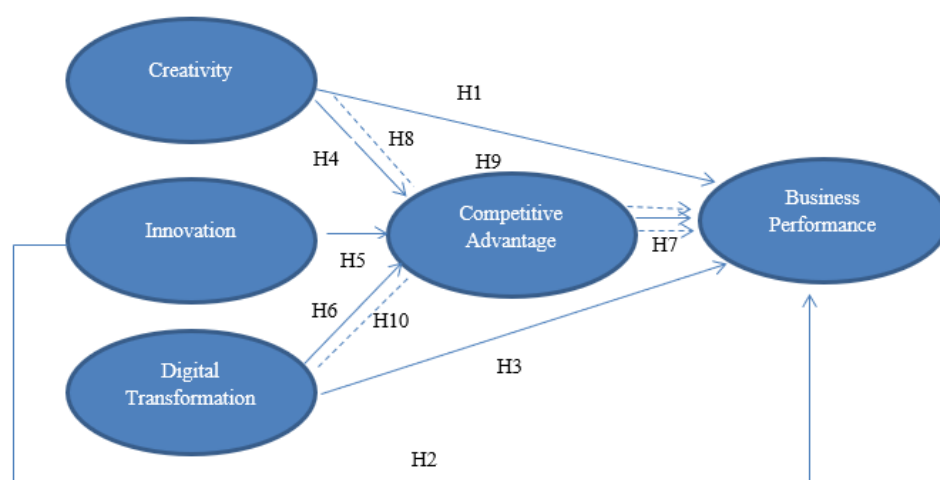 Creativity
H1
H8
H4
H9
Innovation
Competitive
Advantage
Business
Performance
H5
H7
H6
H10
Digital
Transformation
H3
H2